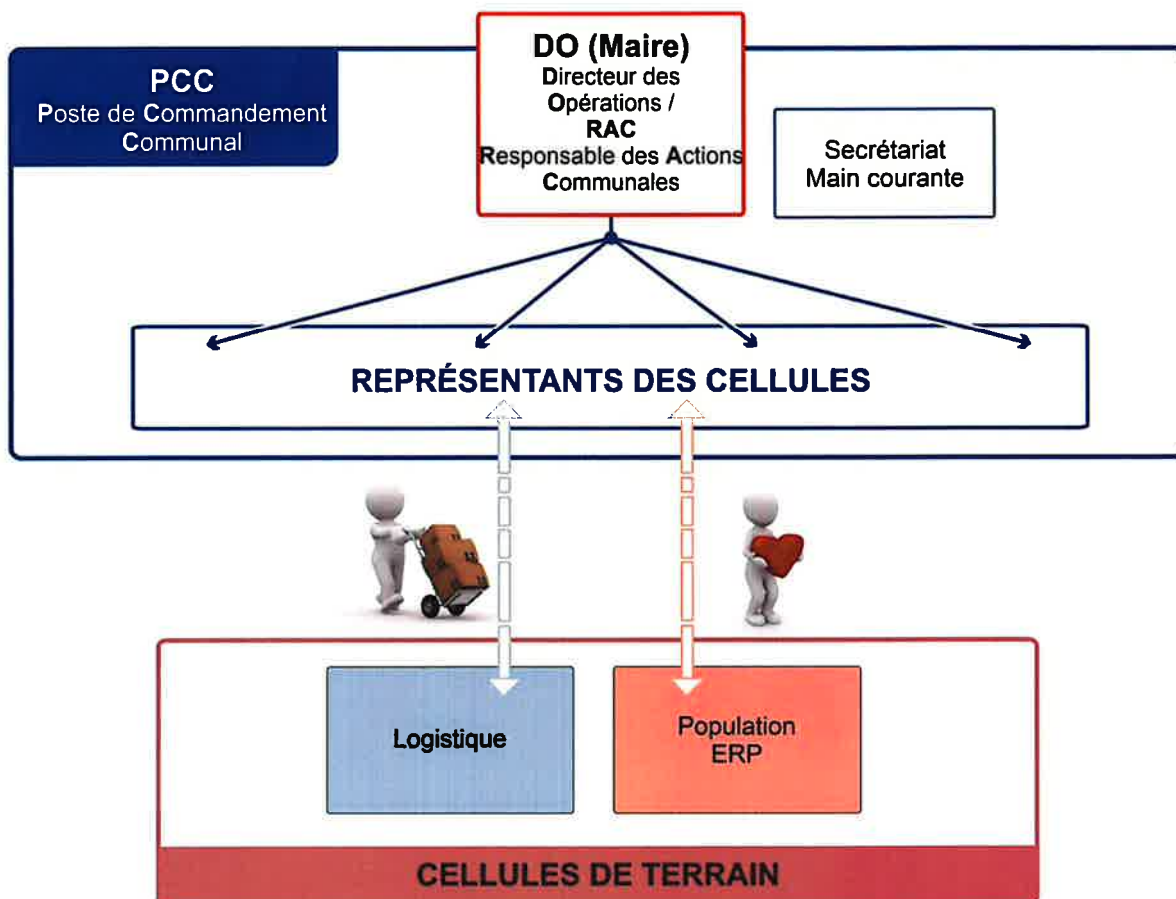 PCC
Poste de Commandement
Communal
DO (Maire)
Directeur des
Opérations /
RAC
Responsable des Actions
Communales
Secrétariat
Main courante
REPRÉSENTANTS DES CELLULES
Logistique
Population
ERP
CELLULES DE TERRAIN